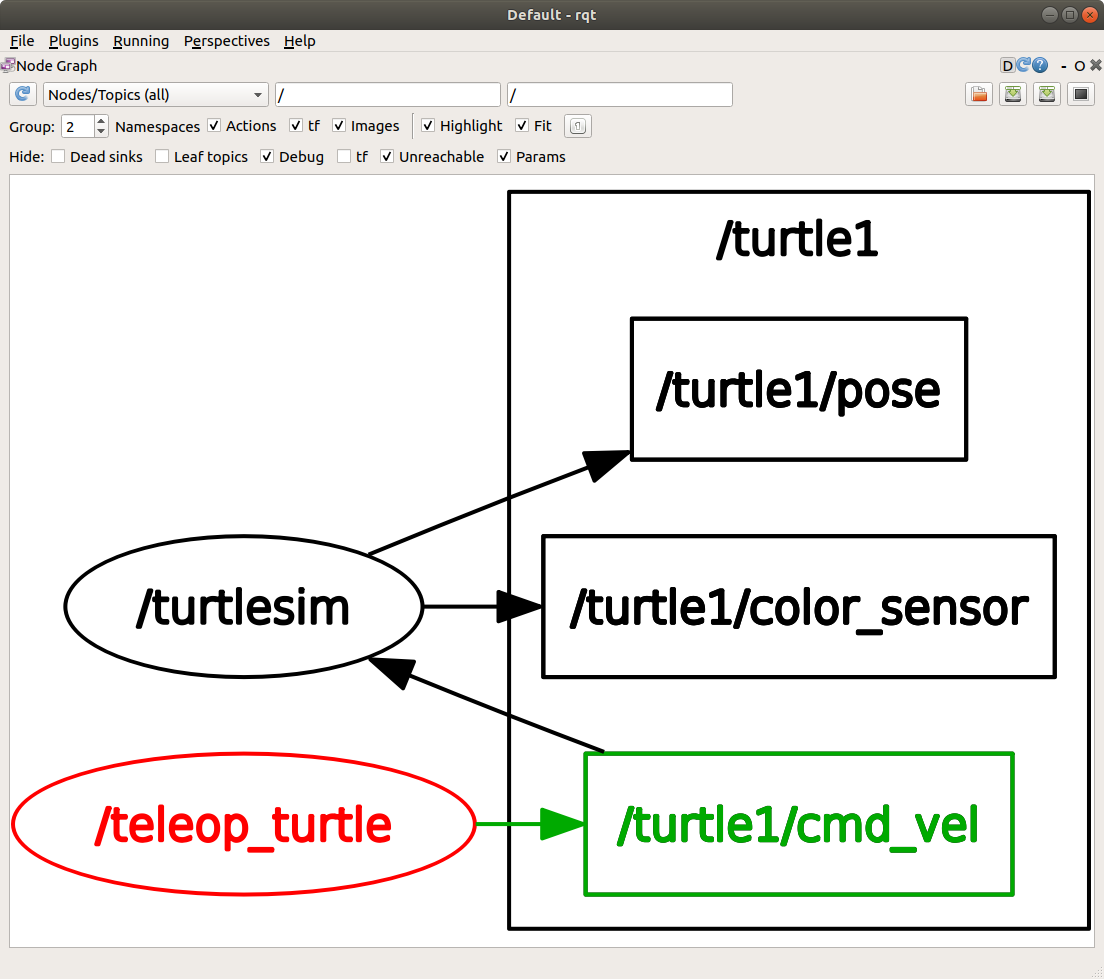 Default - rqt
File Plugins Running Perspectives Help
Node Graph
D ? - O
Nodes/Topics (all) / /
Group: 2 Namespaces Actions tf Images Highlight Fit
Hide: Dead sinks Leaf topics Debug tf Unreachable Params
/turtle1
/turtle1/pose
/turtlesim
/turtle1/color_sensor
/teleop_turtle
/turtle1/cmd_vel